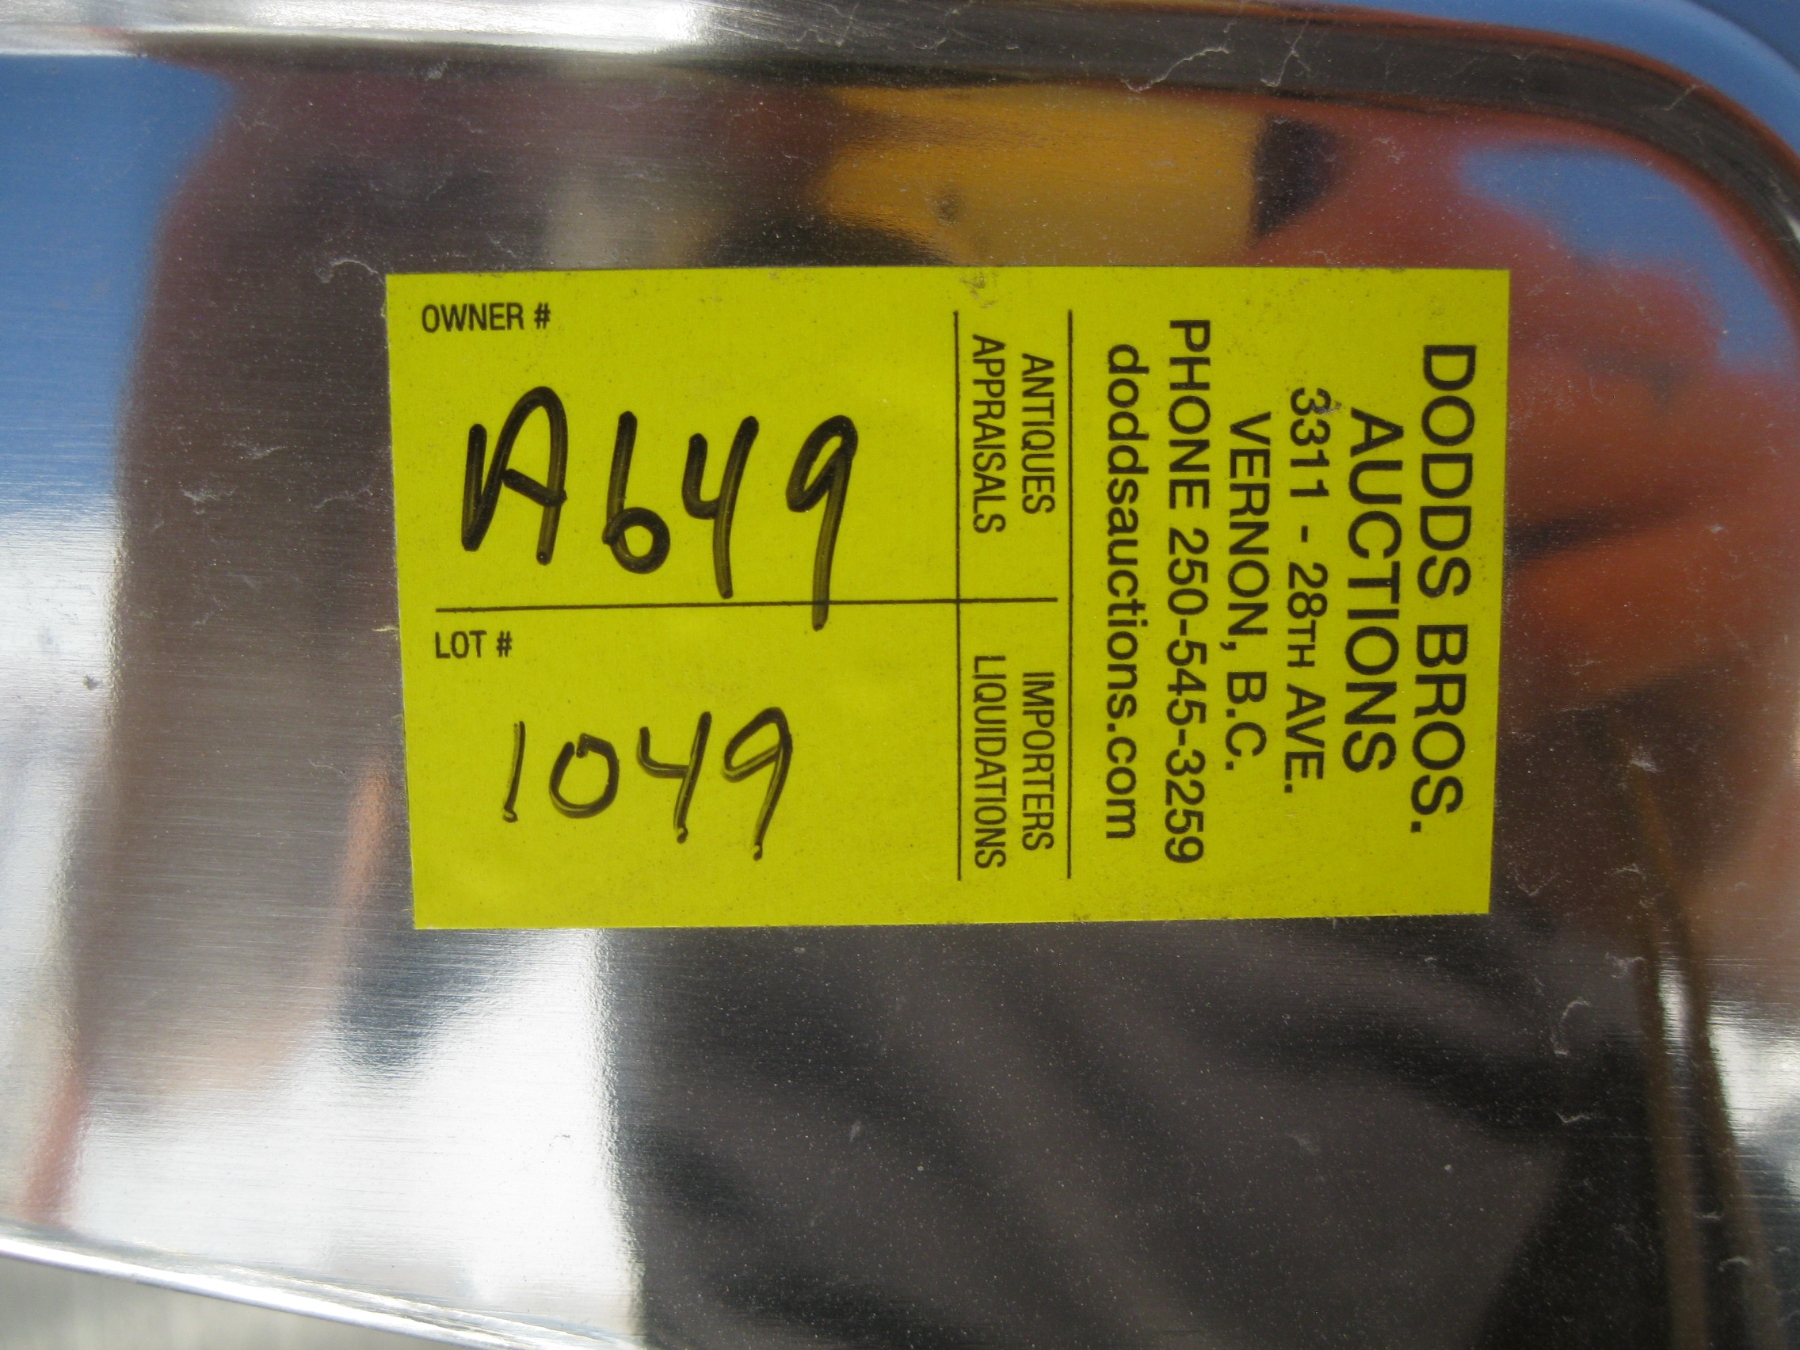 DODDS BROS.
AUCTIONS
3311 - 28TH AVE.
VERNON, B.C.
PHONE 250-545-3259
doddsauctions.com
ANTIQUES
APPRAISALS
IMPORTERS
LIQUIDATIONS
OWNER #
A649
LOT #
1049